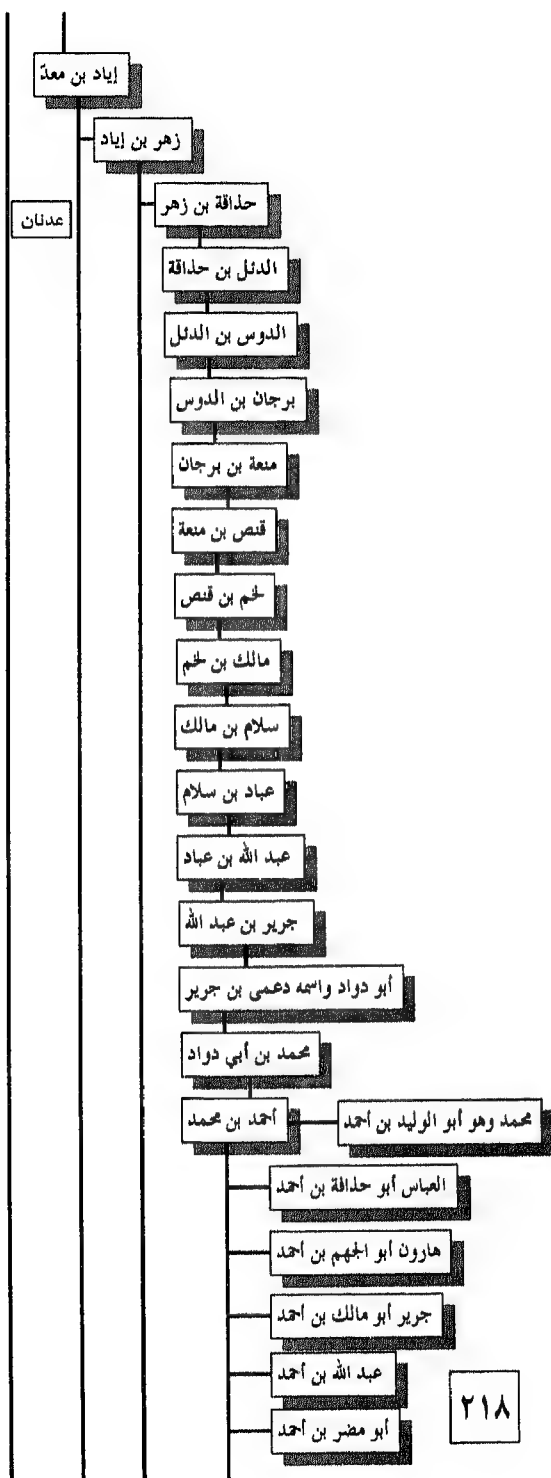 إياد بن معدّ
زهر بن إياد
حذاقة بن زهر
عدنان
الدئل بن حذاقة
الدوس بن الدئل
برجان بن الدوس
منعة بن برجان
قنص بن منعة
لخم بن قنص
مالك بن لخم
سلام بن مالك
عباد بن سلام
عبد الله بن عباد
جرير بن عبد الله
أبو دواد واسمه دعمى بن جرير
محمد بن أبي دواد
أحمد بن محمد
محمد وهو أبو الوليد بن أحمد
العباس أبو حذاقة بن أحمد
هارون أبو الجهم بن أحمد
جرير أبو مالك بن أحمد
عبد الله بن أحمد
أبو مضر بن أحمد
٢١٨